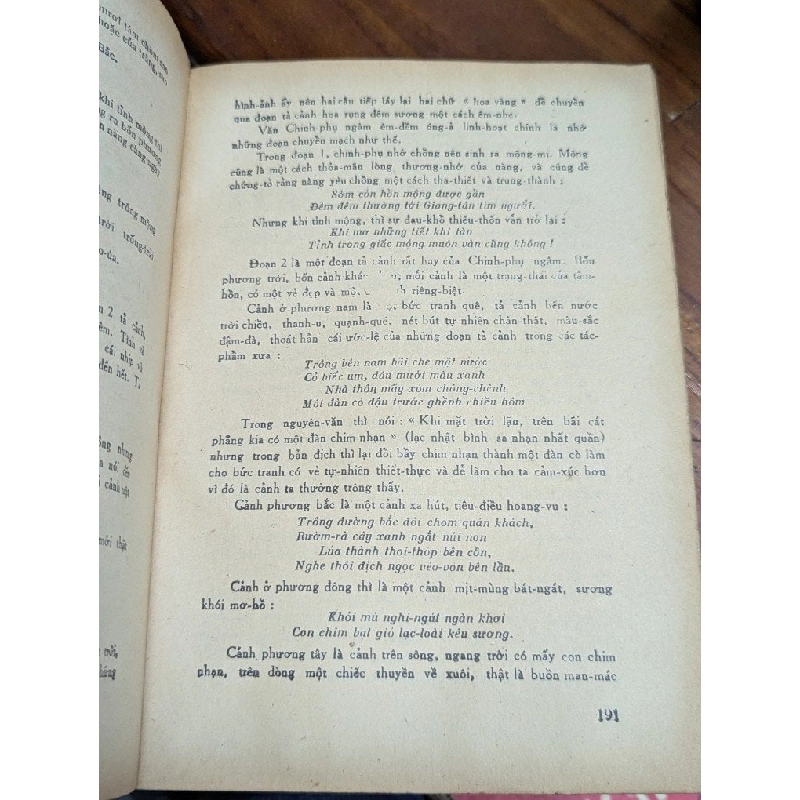 hình-ảnh ấy nên hai câu tiếp lấy lại hai chữ « hoa vàng » để chuyển
qua đoạn tả cảnh hoa rụng đêm sương một cách êm-nhẹ.
Văn Chinh-phụ ngâm êm-đềm óng-ả linh-hoạt chính là nhờ
những đoạn chuyển mạch như thế.
Trong đoạn 1, chinh-phụ nhớ chồng nên sinh ra mộng-mị. Mộng
cũng là một cách thỏa-mãn lòng, thương-nhớ của nàng, và cũng để
chứng-tỏ rằng nàng yêu chồng một cách tha-thiết và trung-thành :
hồn mộng được gần
Đêm đêm thường tới Giang-tân tìm người.
Nhưng khi tỉnh mộng, thì sự đau-khổ thiếu-thốn vẫn trở lại :
Khi mơ những tiếc khi tàn
Tình trong giấc mộng muôn vàn cũng không !
Đoạn 2 là một đoạn tả cảnh rất hay của Chinh-phụ ngâm. Bốn
phương trời, bốn cảnh mỗi cảnh là một trạng-thái của tâm-
hồn, có một vẻ đẹp và riêng-biệt.
Cảnh ở phương nam là bức tranh quê, tả cảnh bến nước
trời chiều, thanh-u, quạnh-quẽ, nét bút tự nhiên chân thật, màu-sắc
đậm-đà, thoát hẳn cái ước-lệ của những đoạn tả cảnh trong các tác-
phẩm xưa :
Trông bến nam bãi che mặt nước
Cỏ biếc um, dâu mướt màu xanh
Nhà thôn mấy xóm chông-chênh
Một đàn cò đậu trước ghềnh chiều hôm
Trong nguyên-văn thì nói : « Khi mặt trời lặn, trên bãi cát
phẳng kia có một đàn chim nhạn » (lạc nhật bình sa nhạn nhất quần)
nhưng trong bản dịch thì lại đổi bầy chim nhạn thành một đàn cò làm
cho bức tranh có vẻ tự-nhiên thiết-thực và dễ làm cho ta cảm-xúc hơn
vì đó là cảnh ta thường trông thấy.
Cảnh phương bắc là một cảnh xa hút, tiêu-điều hoang-vu :
Trông đường bắc đôi chòm quán khách,
Rườm-rà cây xanh ngắt núi non
Lúa thành thoi-thóp bên cồn,
Nghe thôi địch ngọc véo-von bên lầu.
Cảnh ở phương đông thì là một cảnh mịt-mùng bát-ngát, sương
khói mơ-hồ :
Khói mù nghi-ngút ngàn khơi
Con chim bạt gió lạc-loài kêu sương.
Cảnh phương tây là cảnh trên sông, ngang trời có mấy con chim
nhạn, trên dòng một chiếc thuyền về xuôi, thật là buồn man-mác
191